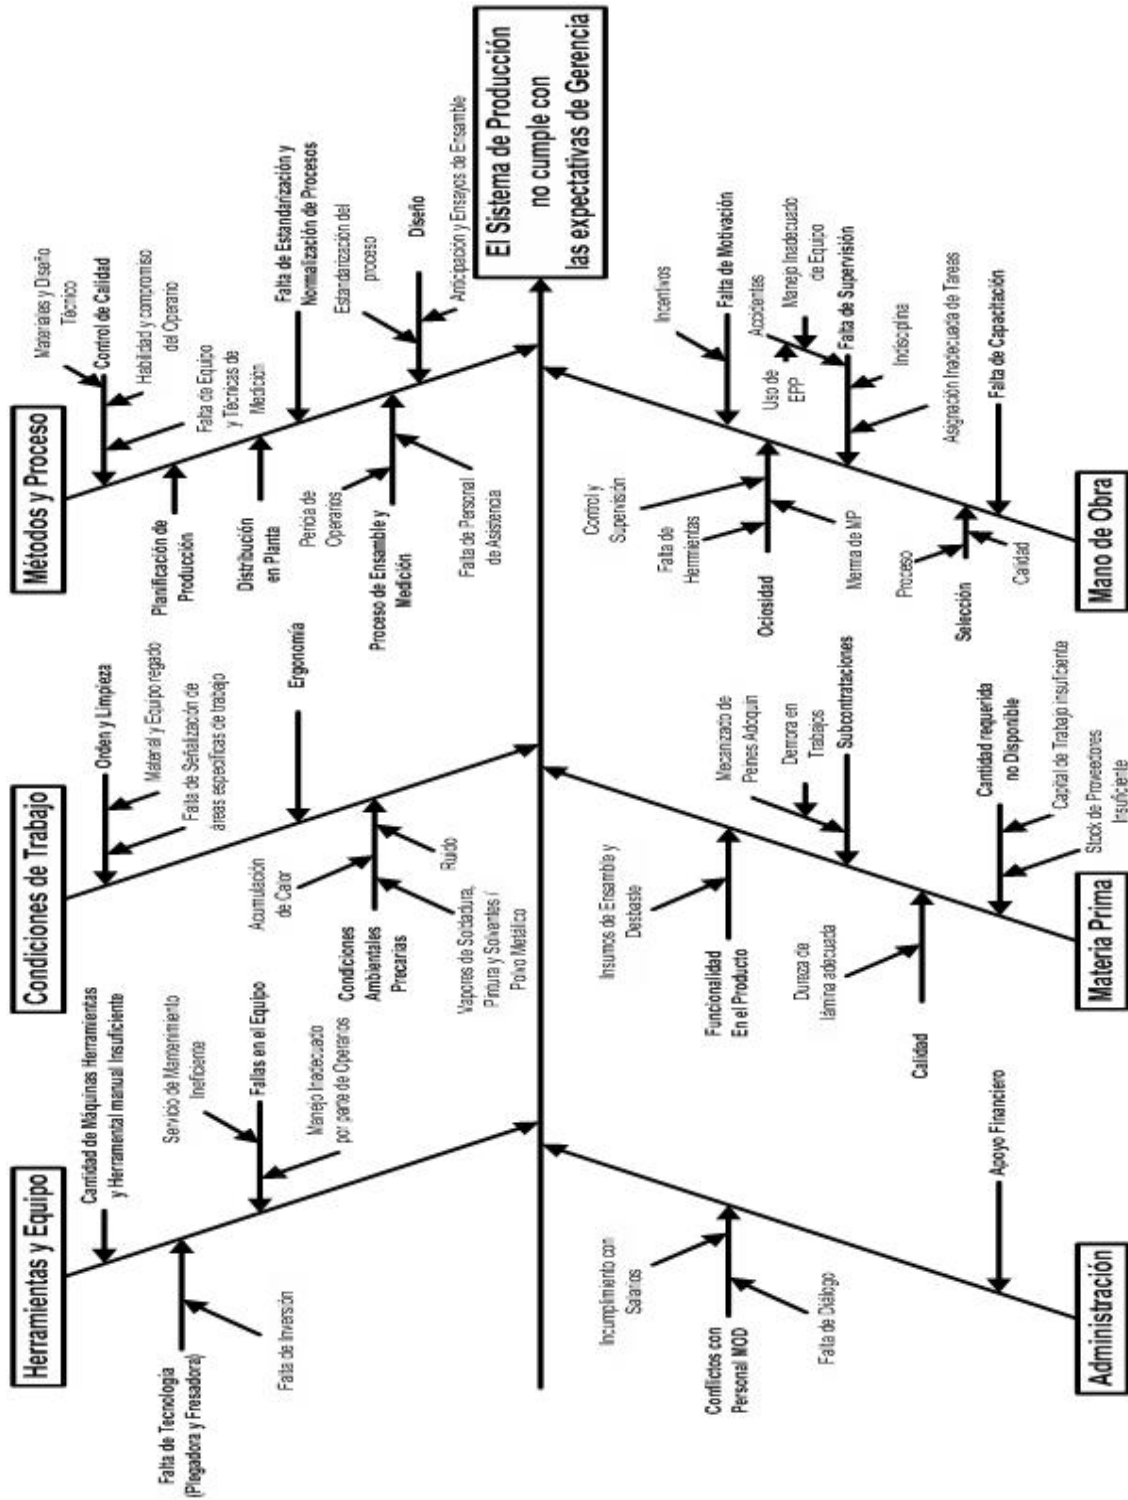 Herramientas y Equipo
Cantidad de Máquinas Herramientas
y Herramental manual Insuficiente
Falta de Tecnología
(Plegadora y Fresadora)
Falta de Inversión
Servicio de Mantenimiento
Ineficiente
Fallas en el Equipo
Manejo Inadecuado
por parte de Operarios
Condiciones de Trabajo
Orden y Limpieza
Material y Equipo regado
Falta de Señalización de
áreas específicas de trabajo
Ergonomía
Acumulación
de Calor
Condiciones
Ambientales
Precarias
Ruido
Vapores de Soldadura,
Pintura y Solventes /
Polvo Metálico
Métodos y Proceso
Materiales y Diseño
Técnico
Control de Calidad
Habilidad y compromiso
del Operario
Falta de Equipo
y Técnicas de
Medición
Planificación de
Producción
Distribución
en Planta
Falta de Estandarización y
Normalización de Procesos
Estandarización del
proceso
Pericia de
Operarios
Proceso de Ensamble y
Medición
Falta de Personal
de Asistencia
Diseño
Anticipación y Ensayos de Ensamble
El Sistema de Producción
no cumple con
las expectativas de Gerencia
Incumplimiento con
Salarios
Conflictos con
Personal MOD
Falta de Diálogo
Apoyo Financiero
Administración
Insumos de Ensamble y
Desbaste
Funcionalidad
En el Producto
Mecanizado de
Peines Adoquin
Demora en
Trabajos
Subcontrataciones
Dureza de
lámina adecuada
Calidad
Cantidad requerida
no Disponible
Capital de Trabajo insuficiente
Stock de Proveedores
Insuficiente
Materia Prima
Incentivos
Falta de Motivación
Control y
Supervisión
Falta de
Herrmientas
Ociosidad
Merma de MP
Accidentes
Uso de
EPP
Manejo Inadecuado
de Equipo
Falta de Supervisión
Indisciplina
Asignación Inadecuada de Tareas
Falta de Capacitación
Proceso
Selección
Calidad
Mano de Obra